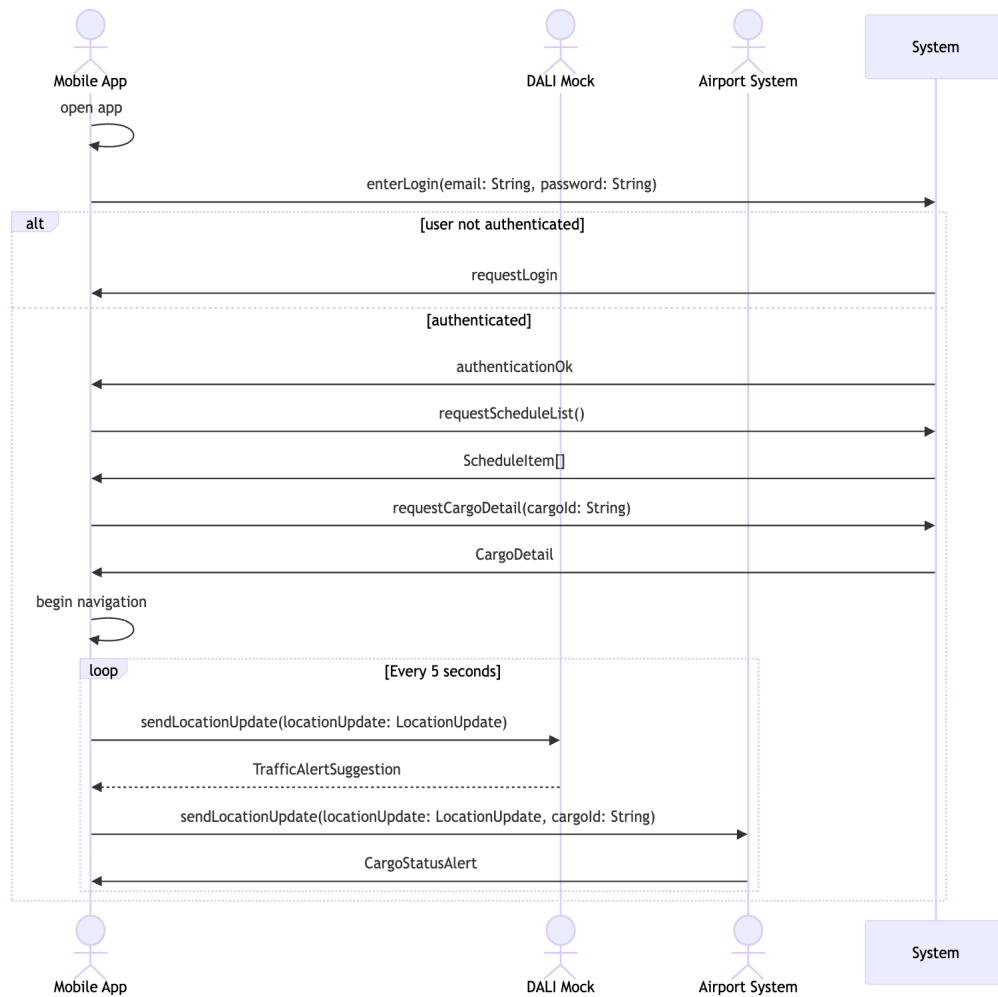 Mobile App
DALI Mock
Airport System
System
open app
enterLogin(email: String, password: String)
alt
[user not authenticated]
requestLogin
[authenticated]
authenticationOk
requestScheduleList()
ScheduleItem[]
requestCargoDetail(cargoId: String)
CargoDetail
begin navigation
loop
[Every 5 seconds]
sendLocationUpdate(locationUpdate: LocationUpdate)
TrafficAlertSuggestion
sendLocationUpdate(locationUpdate: LocationUpdate, cargoId: String)
CargoStatusAlert
Mobile App
DALI Mock
Airport System
System